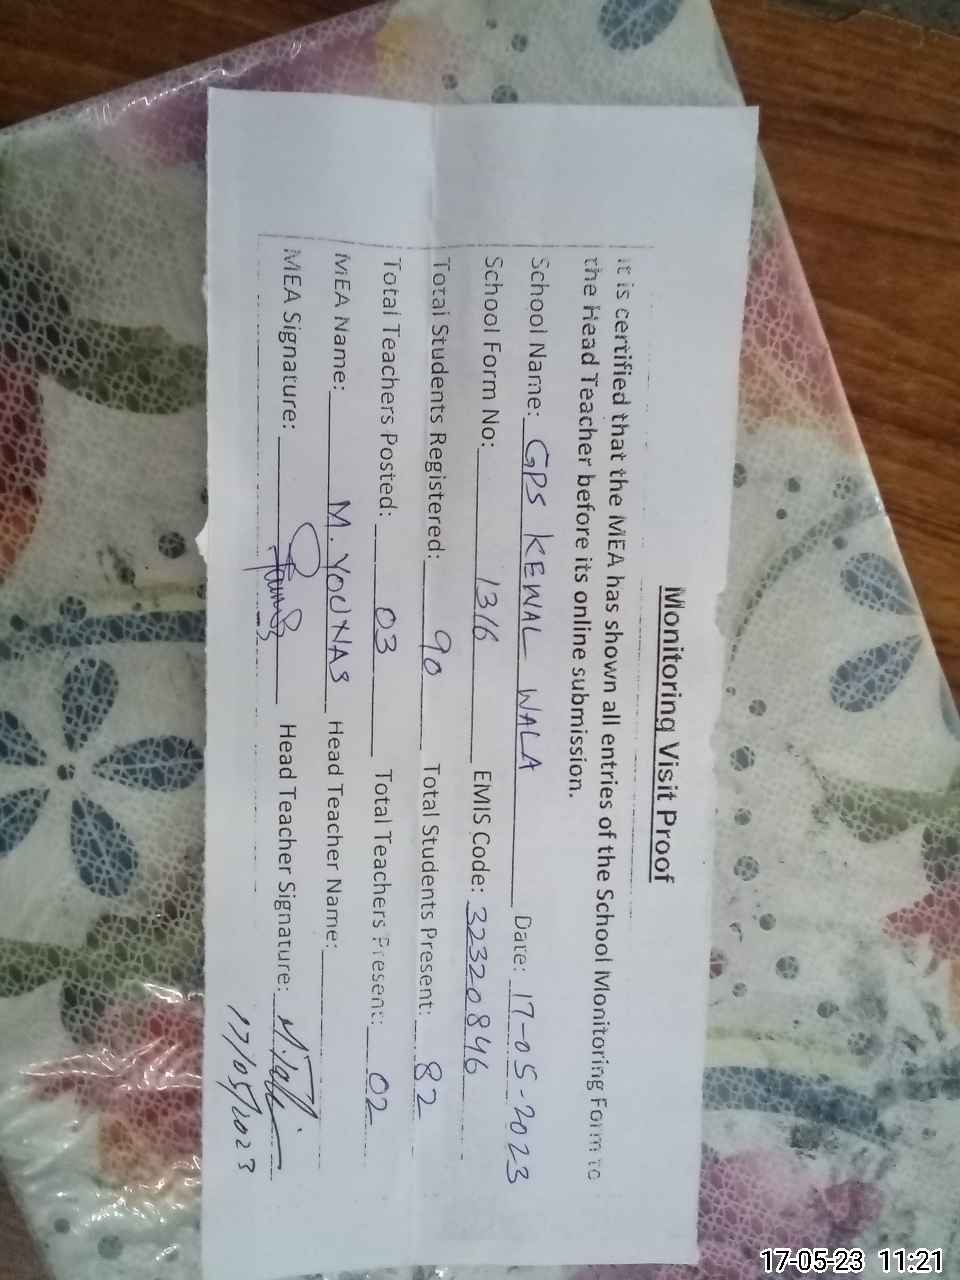 Monitoring Visit Proof
it is certified that the MEA has shown all entries of the School Monitoring Form to
the Head Teacher before its online submission.
School Name: GPS KEWAL WALA Date: 17-05-2023
School Form No: 1316 EMIS Code: 32320846
Total Students Registered: 90 Total Students Present: 82
Total Teachers Posted: 03 Total Teachers Present: 02
MEA Name: M. YOUNAS Head Teacher Name:
MEA Signature: Head Teacher Signature:
17/05/2023
17-05-23 11:21